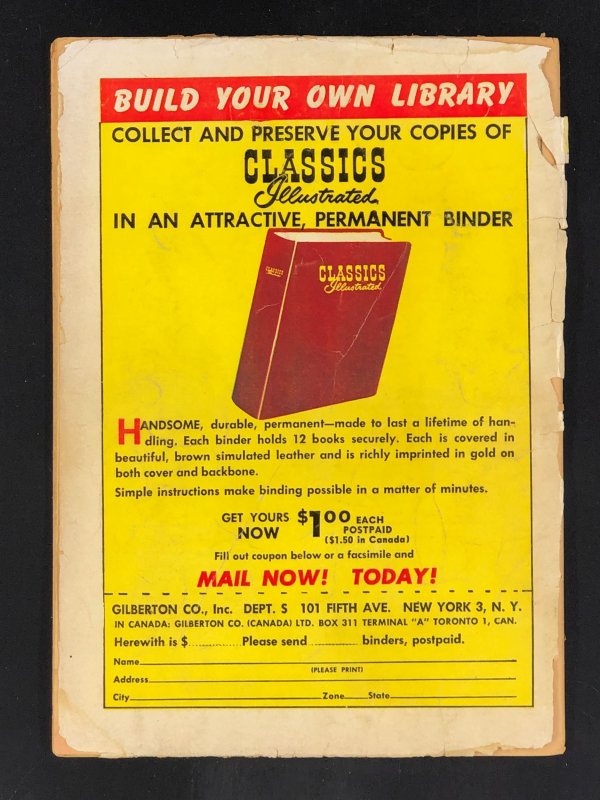 BUILD YOUR OWN LIBRARY
COLLECT AND PRESERVE YOUR COPIES OF
CLASSICS
Illustrated
IN AN ATTRACTIVE, PERMANENT BINDER
CLASSICS
CLASSICS
Illustrated
HANDSOME, durable, permanent—made to last a lifetime of han-
dling. Each binder holds 12 books securely. Each is covered in
beautiful, brown simulated leather and is richly imprinted in gold on
both cover and backbone.
Simple instructions make binding possible in a matter of minutes.
GET YOURS NOW $1.00 EACH POSTPAID
($1.50 in Canada)
Fill out coupon below or a facsimile and
MAIL NOW! TODAY!
GILBERTON CO., Inc. DEPT. S 101 FIFTH AVE. NEW YORK 3, N. Y.
IN CANADA: GILBERTON CO. (CANADA) LTD. BOX 311 TERMINAL "A" TORONTO 1, CAN.
Herewith is $ Please send binders, postpaid.
Name
(PLEASE PRINT)
Address
City Zone State